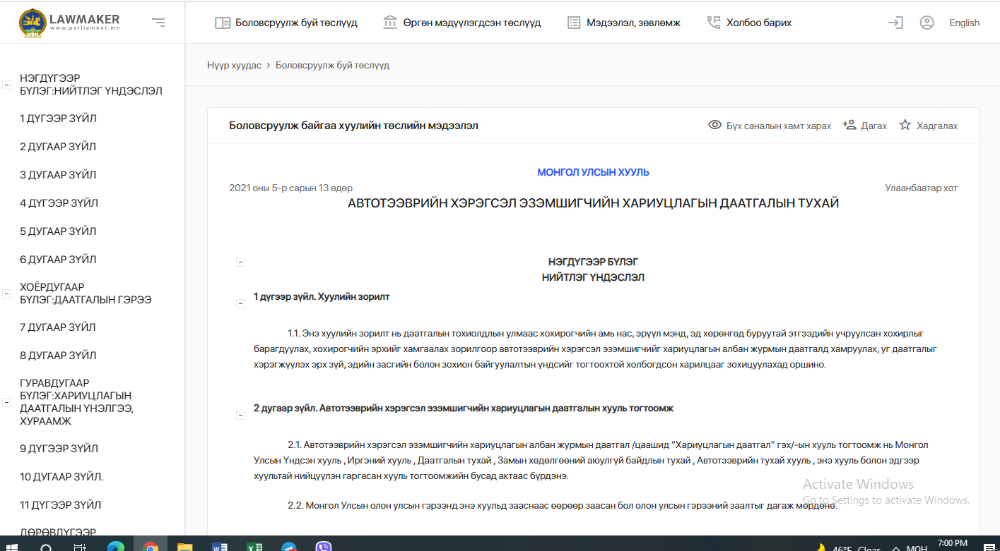 LAWMAKER
www.parliament.mn
Боловсруулж буй төслүүд
Өргөн мэдүүлэгдсэн төслүүд
Мэдээлэл, зөвлөмж
Холбоо барих
English
Нүүр хуудас › Боловсруулж буй төслүүд
НЭГДҮГЭЭР
БҮЛЭГ:НИЙТЛЭГ ҮНДЭСЛЭЛ
1 ДҮГЭЭР ЗҮЙЛ
2 ДУГААР ЗҮЙЛ
3 ДУГААР ЗҮЙЛ
4 ДҮГЭЭР ЗҮЙЛ
5 ДУГААР ЗҮЙЛ
6 ДУГААР ЗҮЙЛ
ХОЁРДУГААР
БҮЛЭГ:ДААТГАЛЫН ГЭРЭЭ
7 ДУГААР ЗҮЙЛ
8 ДУГААР ЗҮЙЛ
ГУРАВДУГААР
БҮЛЭГ:ХАРИУЦЛАГЫН
ДААТГАЛЫН ҮНЭЛГЭЭ,
ХУРААМЖ
9 ДҮГЭЭР ЗҮЙЛ
10 ДУГААР ЗҮЙЛ.
11 ДҮГЭЭР ЗҮЙЛ
ДӨРӨВДҮГЭЭР
Боловсруулж байгаа хуулийн төслийн мэдээлэл
Бүх саналын хамт харах
Дагах
Хадгалах
МОНГОЛ УЛСЫН ХУУЛЬ
2021 оны 5-р сарын 13 өдөр
Улаанбаатар хот
АВТОТЭЭВРИЙН ХЭРЭГСЭЛ ЭЗЭМШИГЧИЙН ХАРИУЦЛАГЫН ДААТГАЛЫН ТУХАЙ
НЭГДҮГЭЭР БҮЛЭГ
НИЙТЛЭГ ҮНДЭСЛЭЛ
1 дүгээр зүйл. Хуулийн зорилт
1.1. Энэ хуулийн зорилт нь даатгалын тохиолдлын улмаас хохирогчийн амь нас, эрүүл мэнд, эд хөрөнгөд буруутай этгээдийн учруулсан хохирлыг
барагдуулах, хохирогчийн эрхийг хамгаалах зорилгоор автотээврийн хэрэгсэл эзэмшигчийг хариуцлагын албан журмын даатгалд хамруулах, уг даатгалыг
хэрэгжүүлэх эрх зүй, эдийн засгийн болон зохион байгуулалтын үндсийг тогтоохтой холбогдсон харилцааг зохицуулахад оршино.
2 дугаар зүйл. Автотээврийн хэрэгсэл эзэмшигчийн хариуцлагын даатгалын хууль тогтоомж
2.1. Автотээврийн хэрэгсэл эзэмшигчийн хариуцлагын албан журмын даатгал /цаашид “Хариуцлагын даатгал” гэх/-ын хууль тогтоомж нь Монгол
Улсын Үндсэн хууль , Иргэний хууль , Даатгалын тухай , Замын хөдөлгөөний аюулгүй байдлын тухай , Автотээврийн тухай хууль , энэ хууль болон эдгээр
хуультай нийцүүлэн гаргасан хууль тогтоомжийн бусад актаас бүрдэнэ.
2.2. Монгол Улсын олон улсын гэрээнд энэ хуульд зааснаас өөрөөр заасан бол олон улсын гэрээний заалтыг дагаж мөрдөнө.
Activate Windows
Go to Settings to activate Windows.
46°F Clear
МОН
7:00 PM